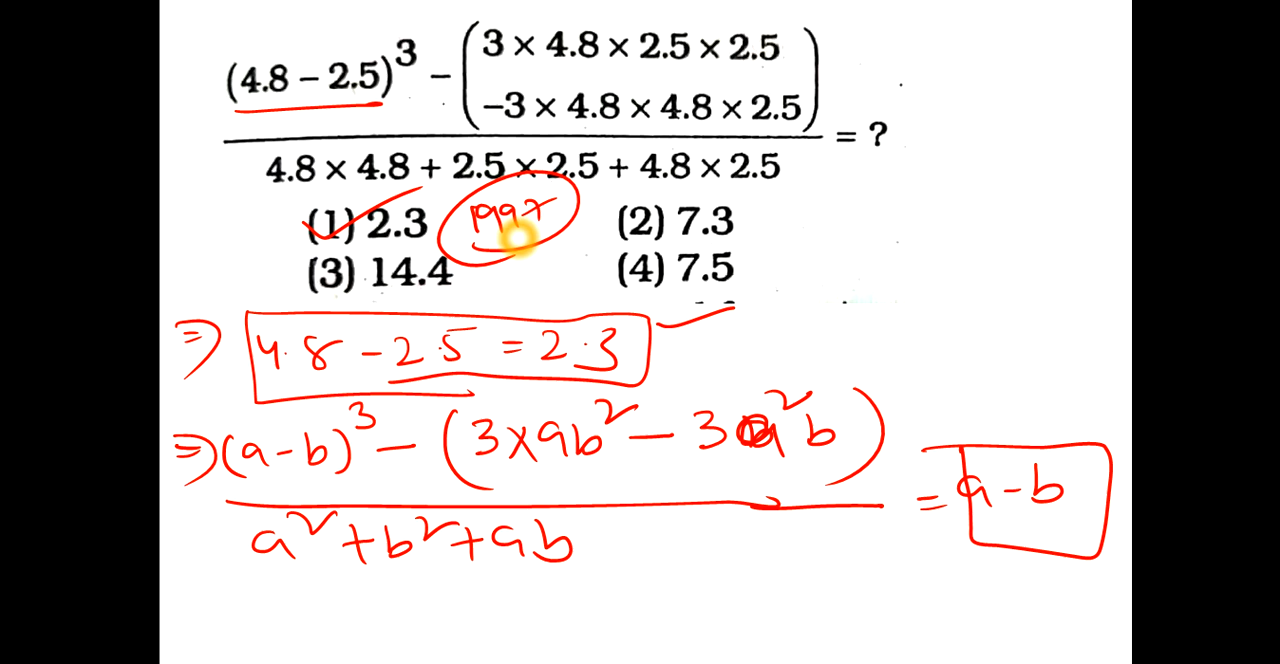 (4.8 – 2.5)³ – (3 × 4.8 × 2.5 × 2.5
–3 × 4.8 × 4.8 × 2.5)
4.8 × 4.8 + 2.5 × 2.5 + 4.8 × 2.5 = ?
(1) 2.3 1997 (2) 7.3
(3) 14.4 (4) 7.5
⇒ 4.8 – 2.5 = 2.3
⇒ (a-b)³ – (3×ab² – 3a²b)
a² + b² + ab = a-b